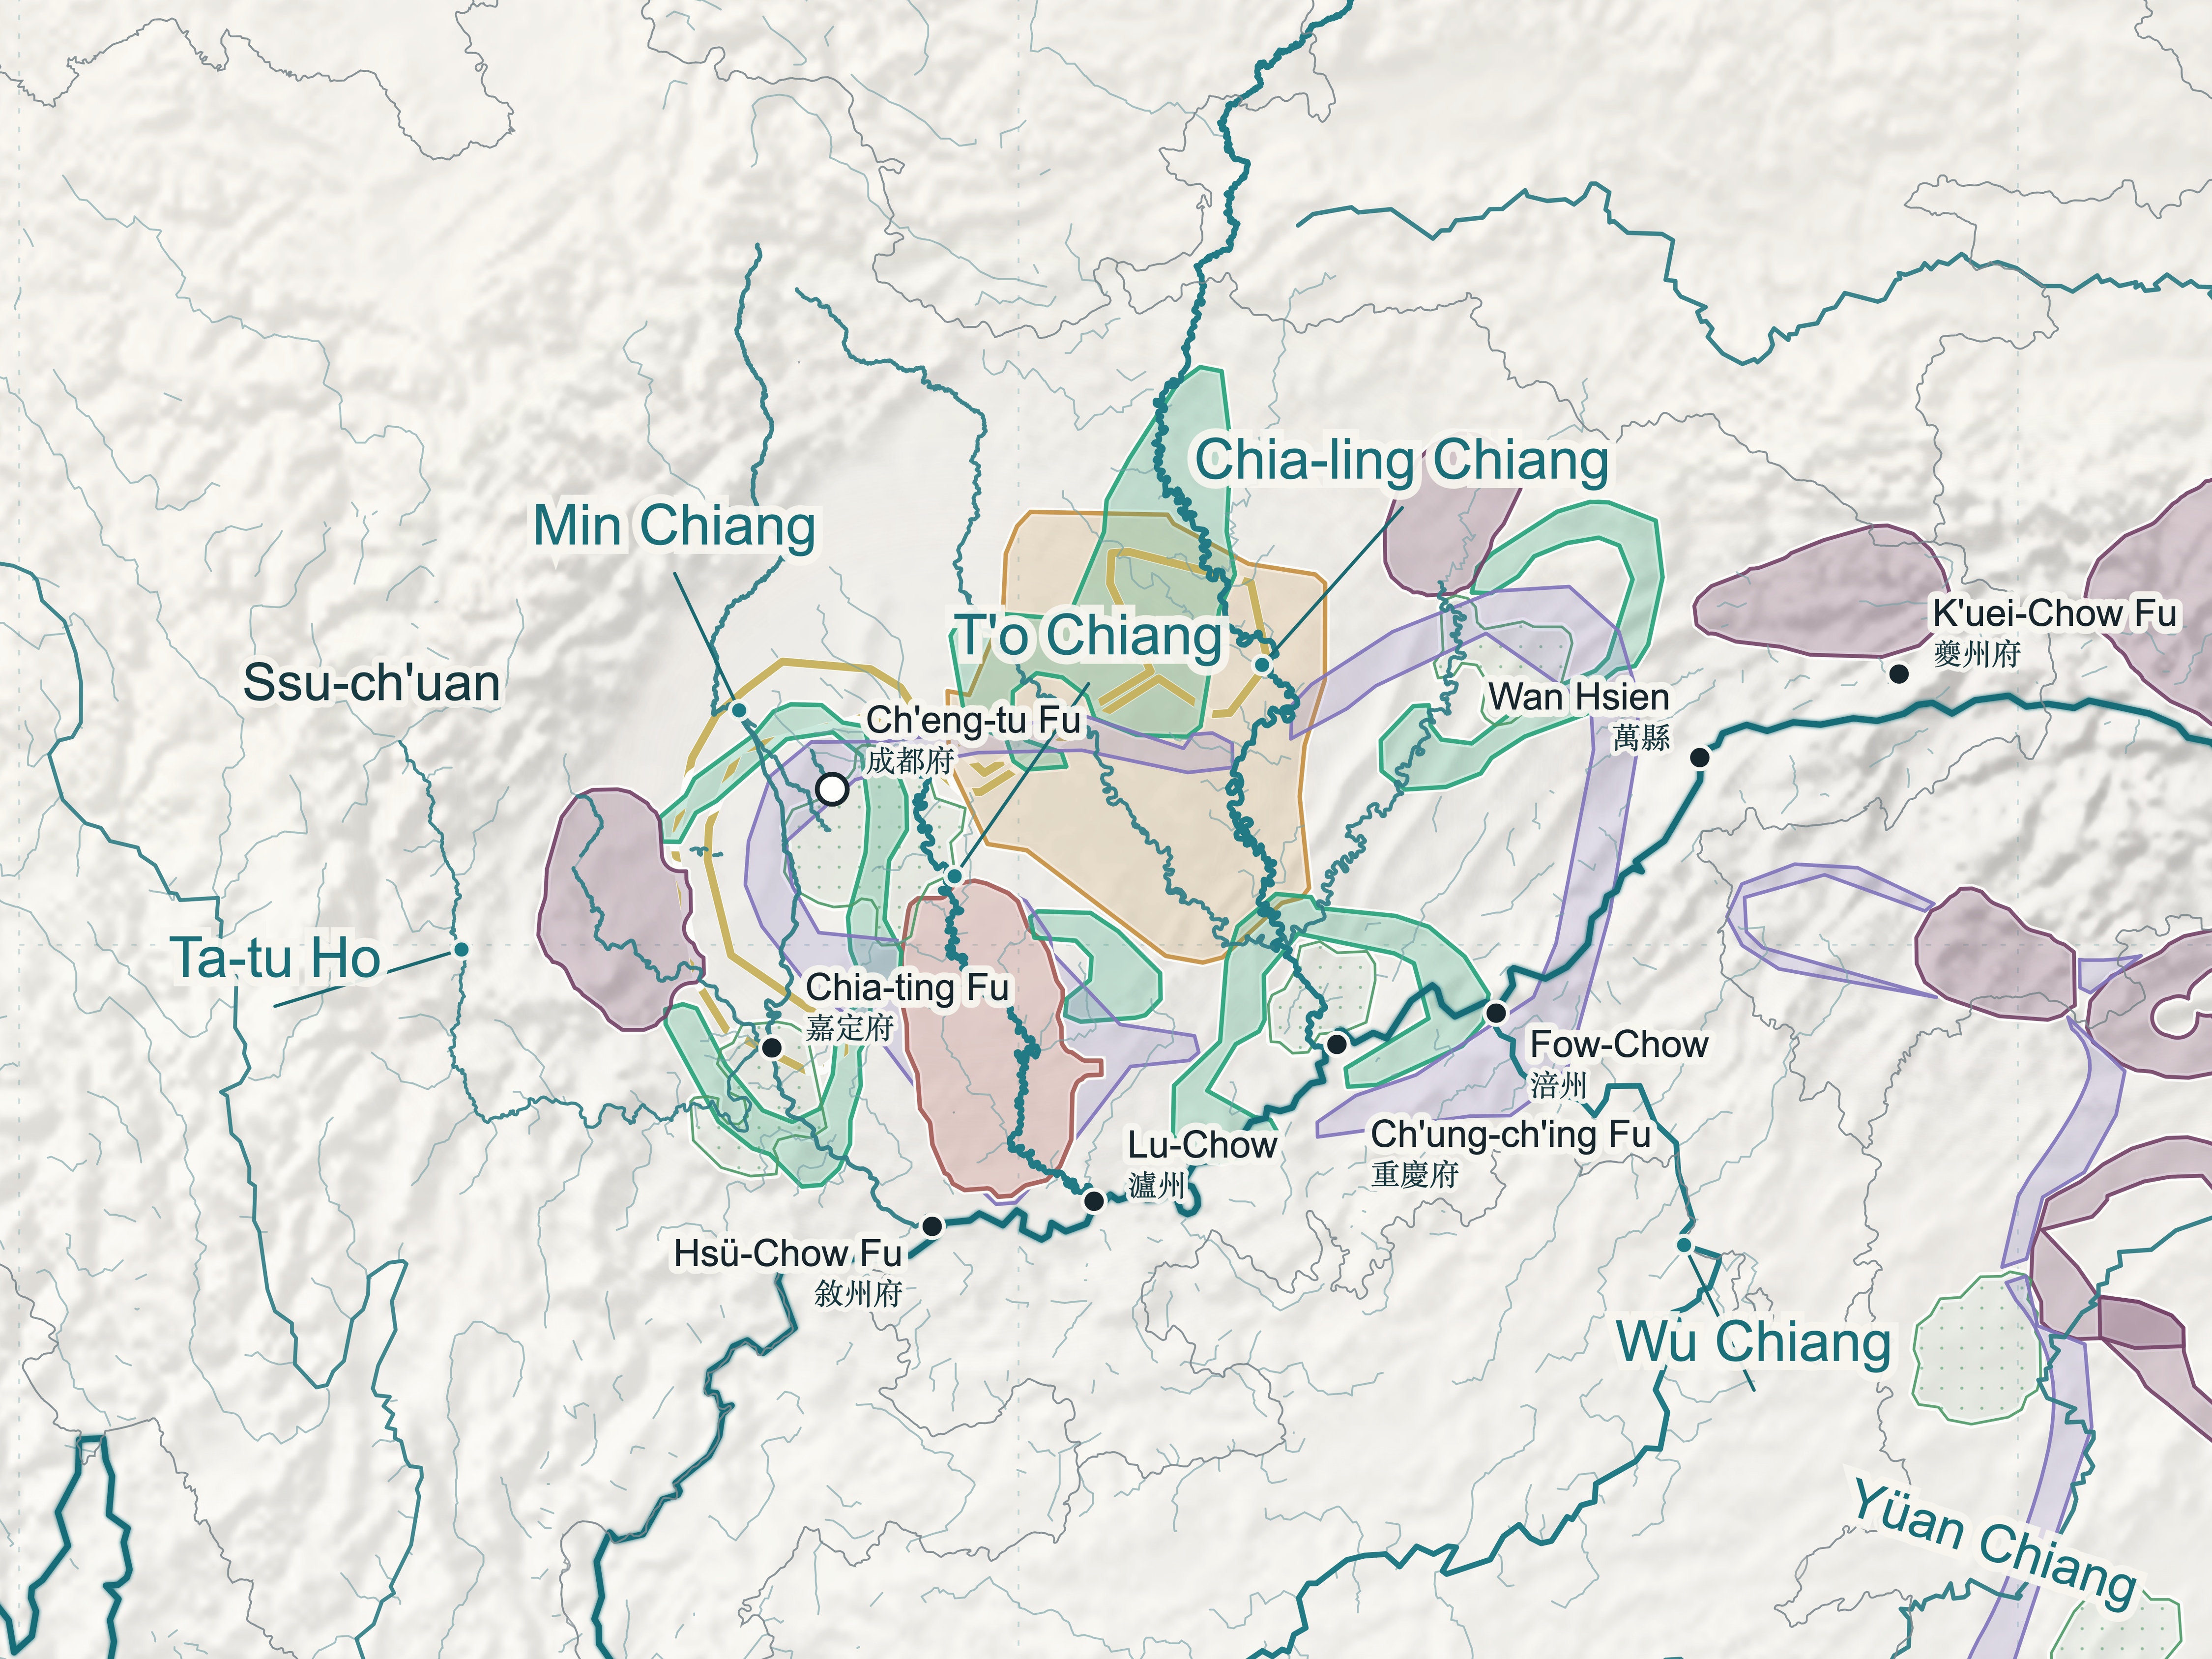 Chia-ling Chiang
Min Chiang
K'uei-Chow Fu
夔州府
T'o Chiang
Ssu-ch'uan
Wan Hsien
萬縣
Ch'eng-tu Fu
成都府
Ta-tu Ho
Chia-ting Fu
嘉定府
Fow-Chow
涪州
Lu-Chow
瀘州
Ch'ung-ch'ing Fu
重慶府
Hsü-Chow Fu
敘州府
Wu Chiang
Yüan Chiang